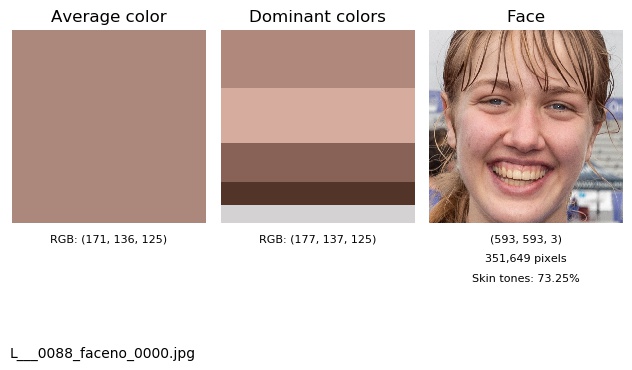 Average color
Dominant colors
Face
RGB: (171, 136, 125)
RGB: (177, 137, 125)
(593, 593, 3)
351,649 pixels
Skin tones: 73.25%
L___0088_faceno_0000.jpg